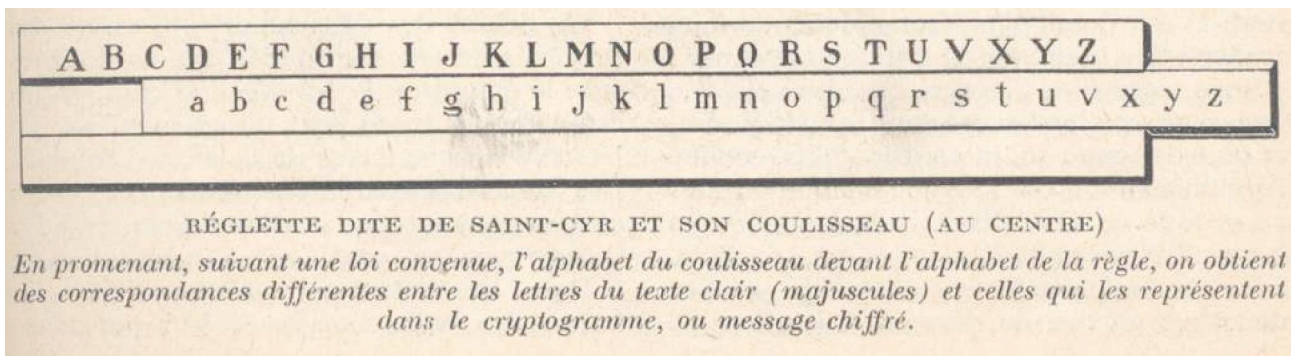 A B C D E F G H I J K L M N O P Q R S T U V X Y Z
a b c d e f g h i j k l m n o p q r s t u v x y z
RÉGLETTE DITE DE SAINT-CYR ET SON COULISSEAU (AU CENTRE)
En promenant, suivant une loi convenue, l'alphabet du coulisseau devant l'alphabet de la règle, on obtient
des correspondances différentes entre les lettres du texte clair (majuscules) et celles qui les représentent
dans le cryptogramme, ou message chiffré.